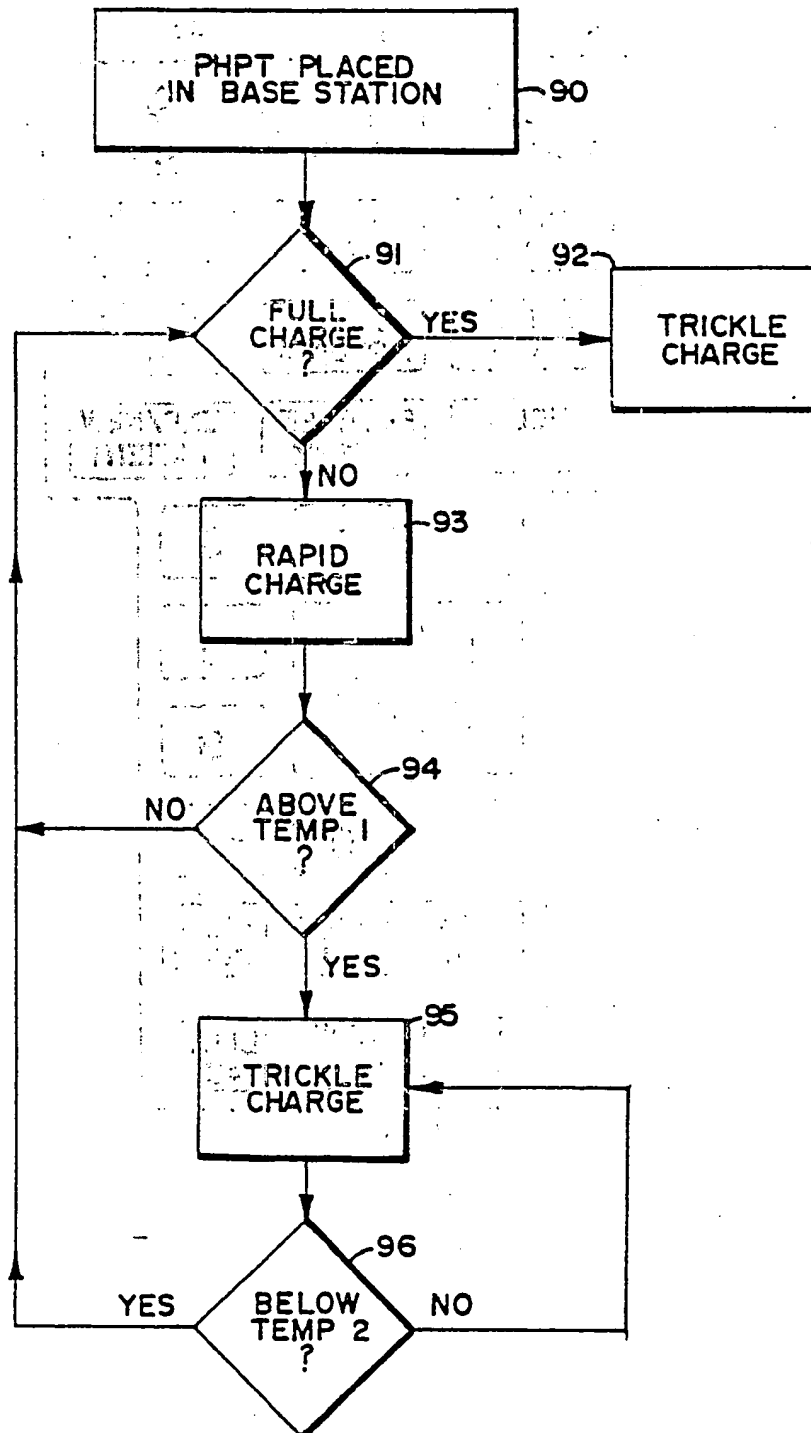 PHPT PLACED
IN BASE STATION
90
91
FULL
CHARGE
?
YES
92
TRICKLE
CHARGE
NO
93
RAPID
CHARGE
94
ABOVE
TEMP 1
?
NO
YES
95
TRICKLE
CHARGE
96
BELOW
TEMP 2
?
YES
NO